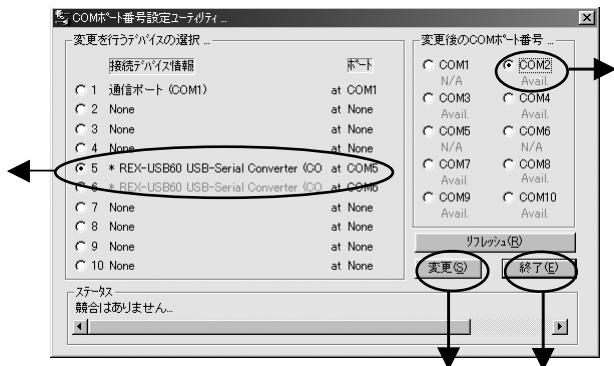 COMﾎﾟｰﾄ番号設定ﾕｰﾃｨﾘﾃｨ ...
変更を行うﾃﾞﾊﾞｲｽの選択 ...
接続ﾃﾞﾊﾞｲｽ情報 ﾎﾟｰﾄ
1 通信ポート (COM1) at COM1
2 None at None
3 None at None
4 None at None
5 * REX-USB60 USB-Serial Converter (CO at COM5
6 * REX-USB60 USB-Serial Converter (CO at COM6
7 None at None
8 None at None
9 None at None
10 None at None
変更後のCOMﾎﾟｰﾄ番号 ...
COM1 COM2
N/A Avail.
COM3 COM4
Avail. Avail.
COM5 COM6
N/A N/A
COM7 COM8
Avail. Avail.
COM9 COM10
Avail. Avail.
ﾘﾌﾚｯｼｭ(R)
変更(S) 終了(E)
ｽﾃｰﾀｽ
競合はありません...